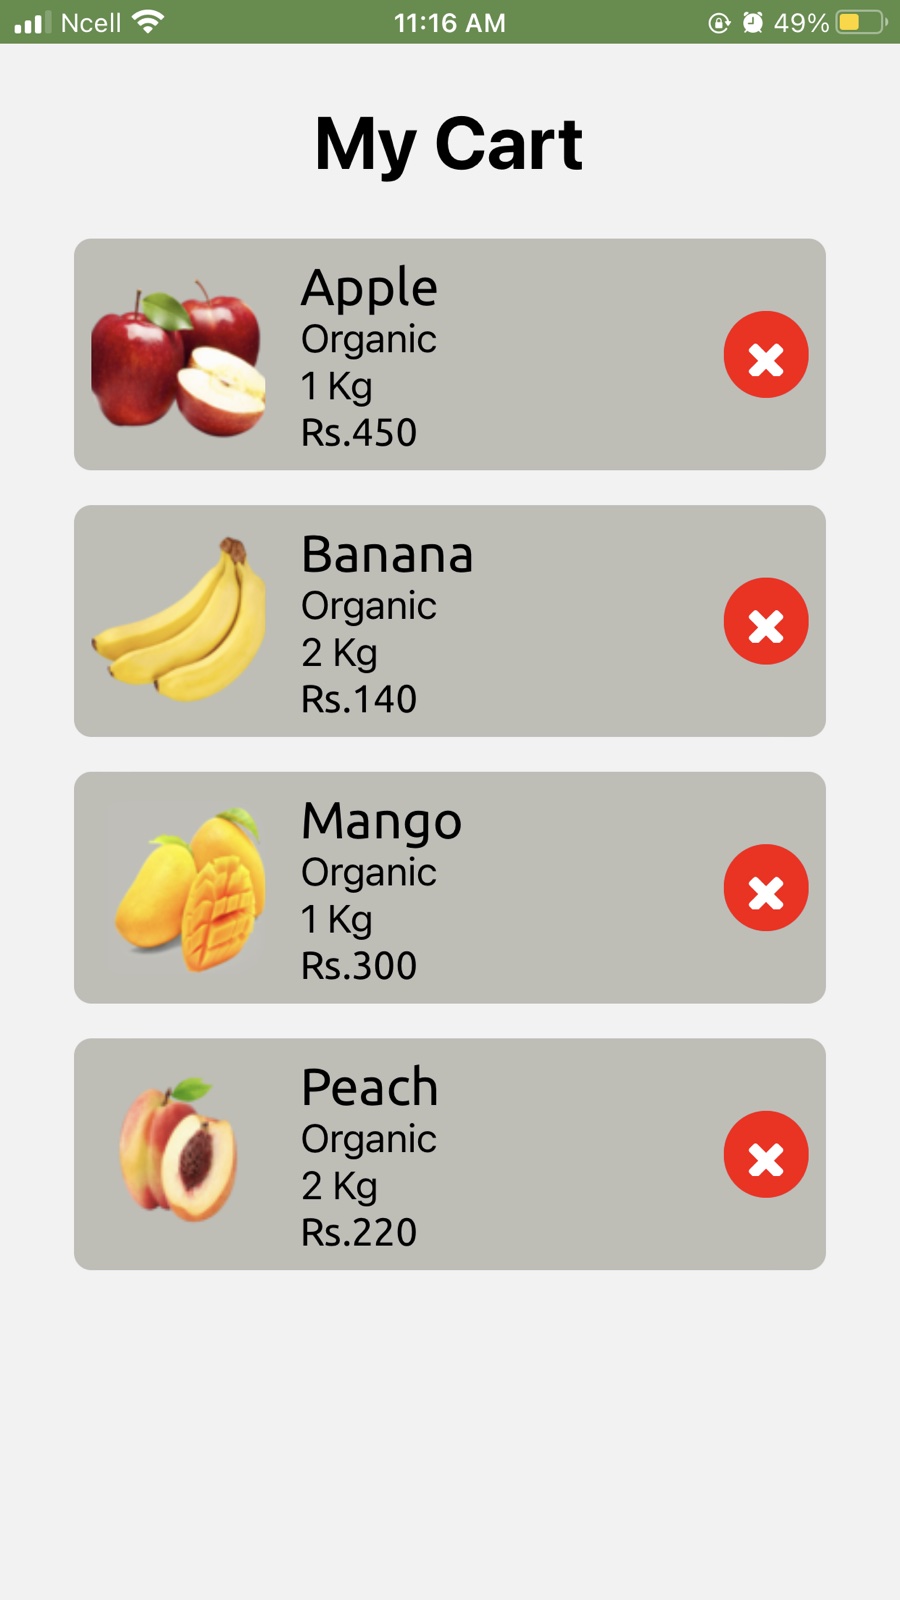 Ncell 11:16 AM 49%
My Cart
Apple
Organic
1 Kg
Rs.450
Banana
Organic
2 Kg
Rs.140
Mango
Organic
1 Kg
Rs.300
Peach
Organic
2 Kg
Rs.220